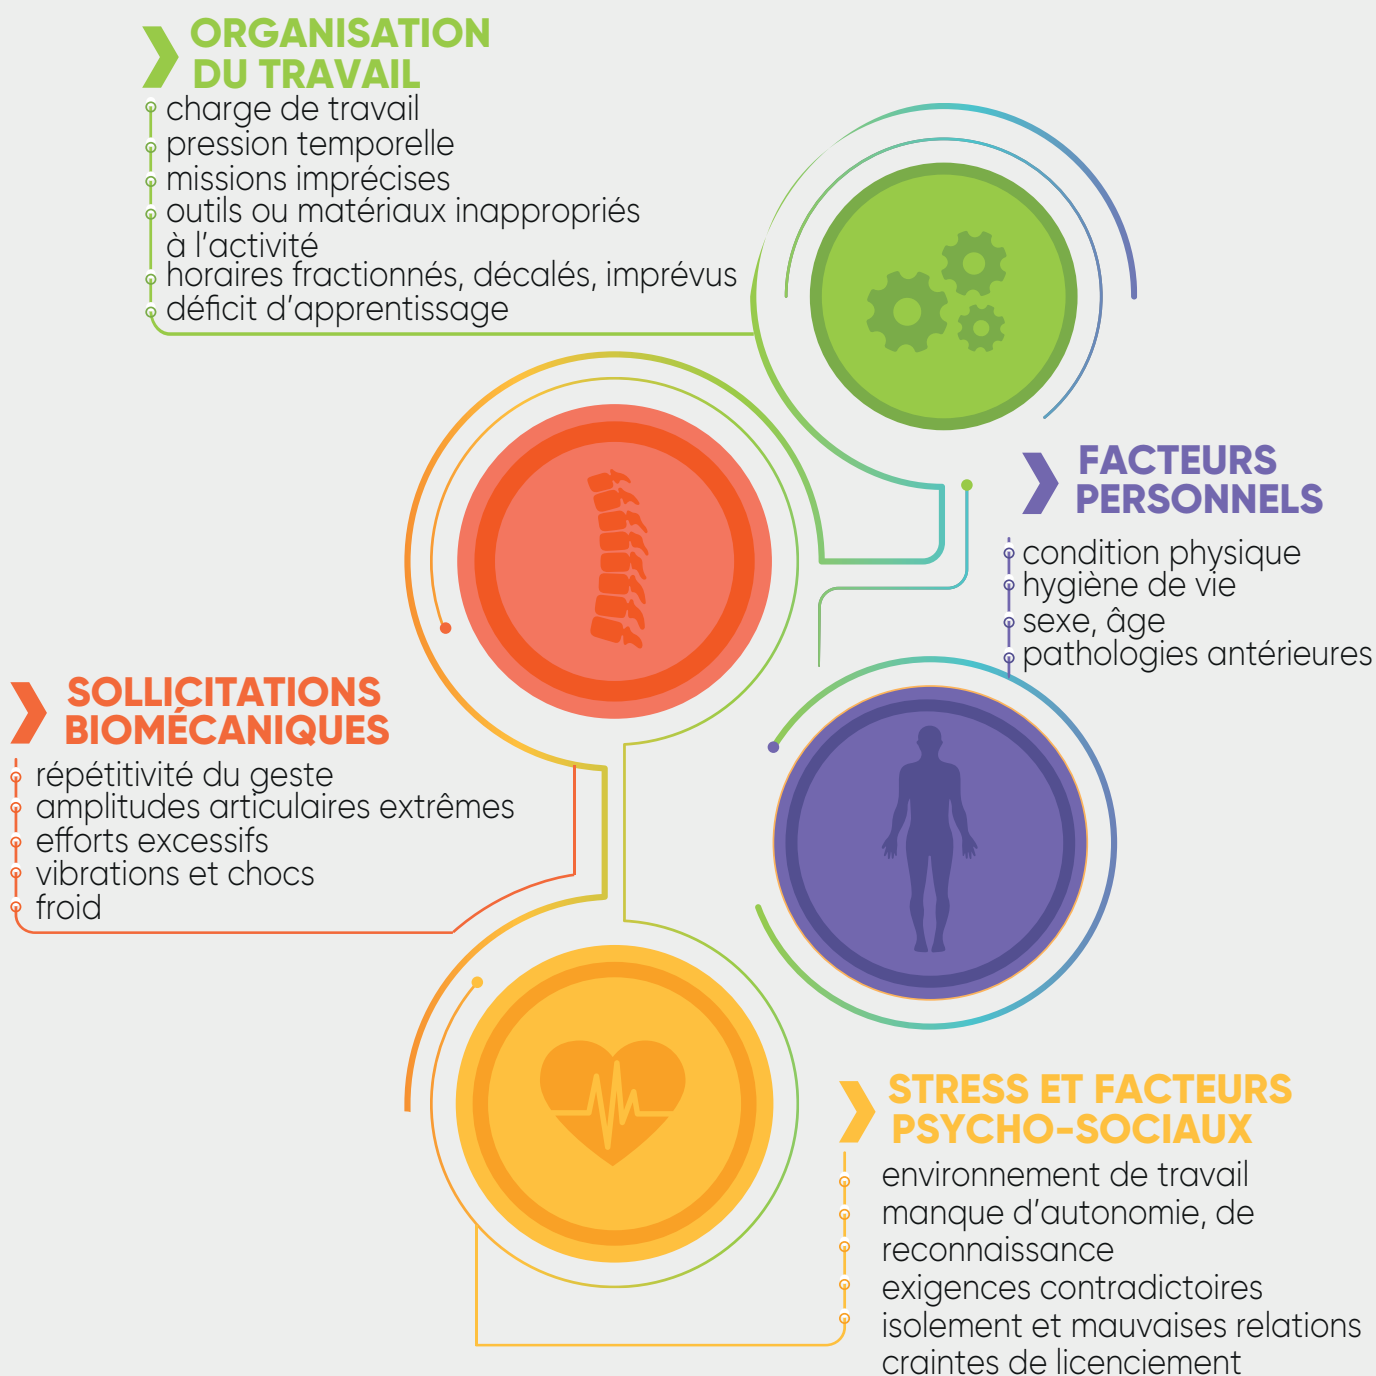 ORGANISATION
DU TRAVAIL
charge de travail
pression temporelle
missions imprécises
outils ou matériaux inappropriés
à l'activité
horaires fractionnés, décalés, imprévus
déficit d'apprentissage
FACTEURS
PERSONNELS
condition physique
hygiène de vie
sexe, âge
pathologies antérieures
SOLLICITATIONS
BIOMÉCANIQUES
répétitivité du geste
amplitudes articulaires extrêmes
efforts excessifs
vibrations et chocs
froid
STRESS ET FACTEURS
PSYCHO-SOCIAUX
environnement de travail
manque d'autonomie, de
reconnaissance
exigences contradictoires
isolement et mauvaises relations
craintes de licenciement